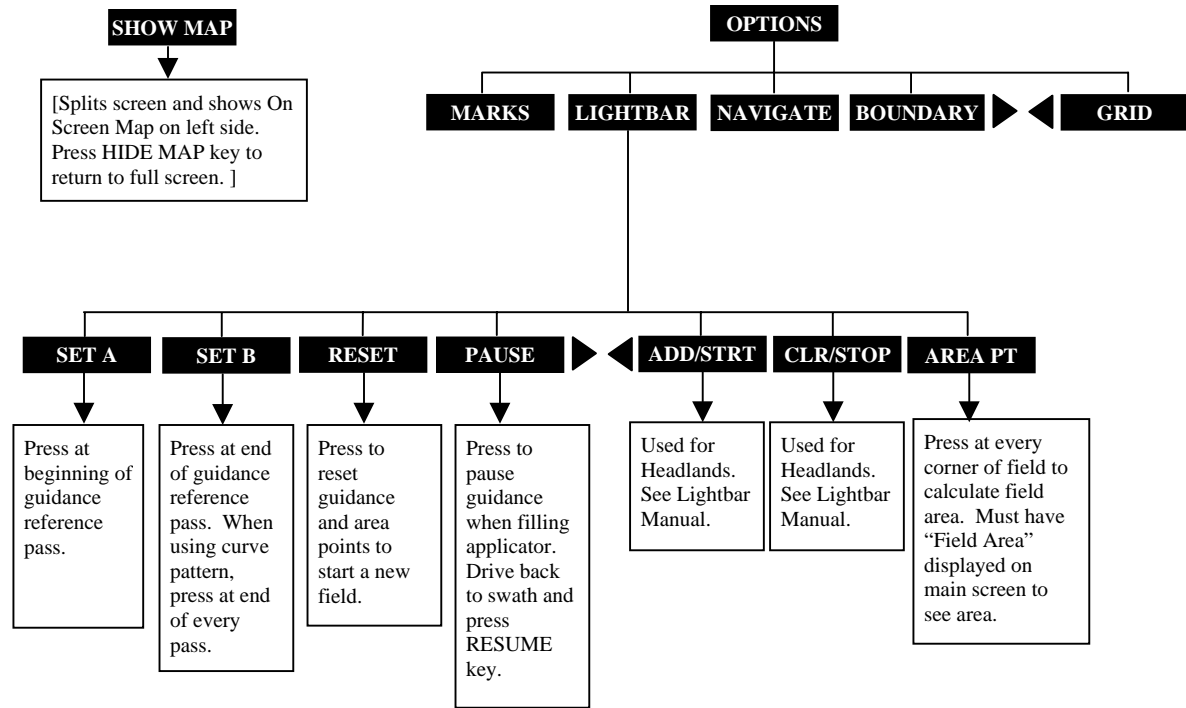 SHOW MAP
[Splits screen and shows On
Screen Map on left side.
Press HIDE MAP key to
return to full screen. ]
OPTIONS
MARKS
LIGHTBAR
NAVIGATE
BOUNDARY
GRID
SET A
SET B
RESET
PAUSE
ADD/STRT
CLR/STOP
AREA PT
Press at
beginning of
guidance
reference
pass.
Press at end
of guidance
reference
pass. When
using curve
pattern,
press at end
of every
pass.
Press to
reset
guidance
and area
points to
start a new
field.
Press to
pause
guidance
when filling
applicator.
Drive back
to swath and
press
RESUME
key.
Used for
Headlands.
See Lightbar
Manual.
Used for
Headlands.
See Lightbar
Manual.
Press at every
corner of field to
calculate field
area. Must have
“Field Area”
displayed on
main screen to
see area.